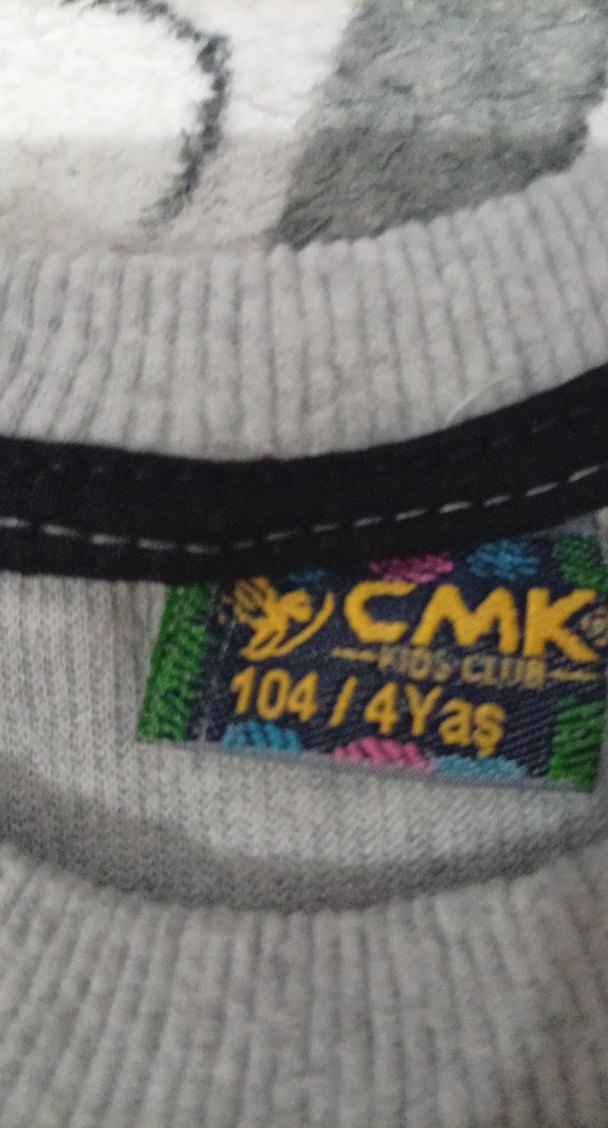 CMK
KIDS CLUB
104 / 4Yaş